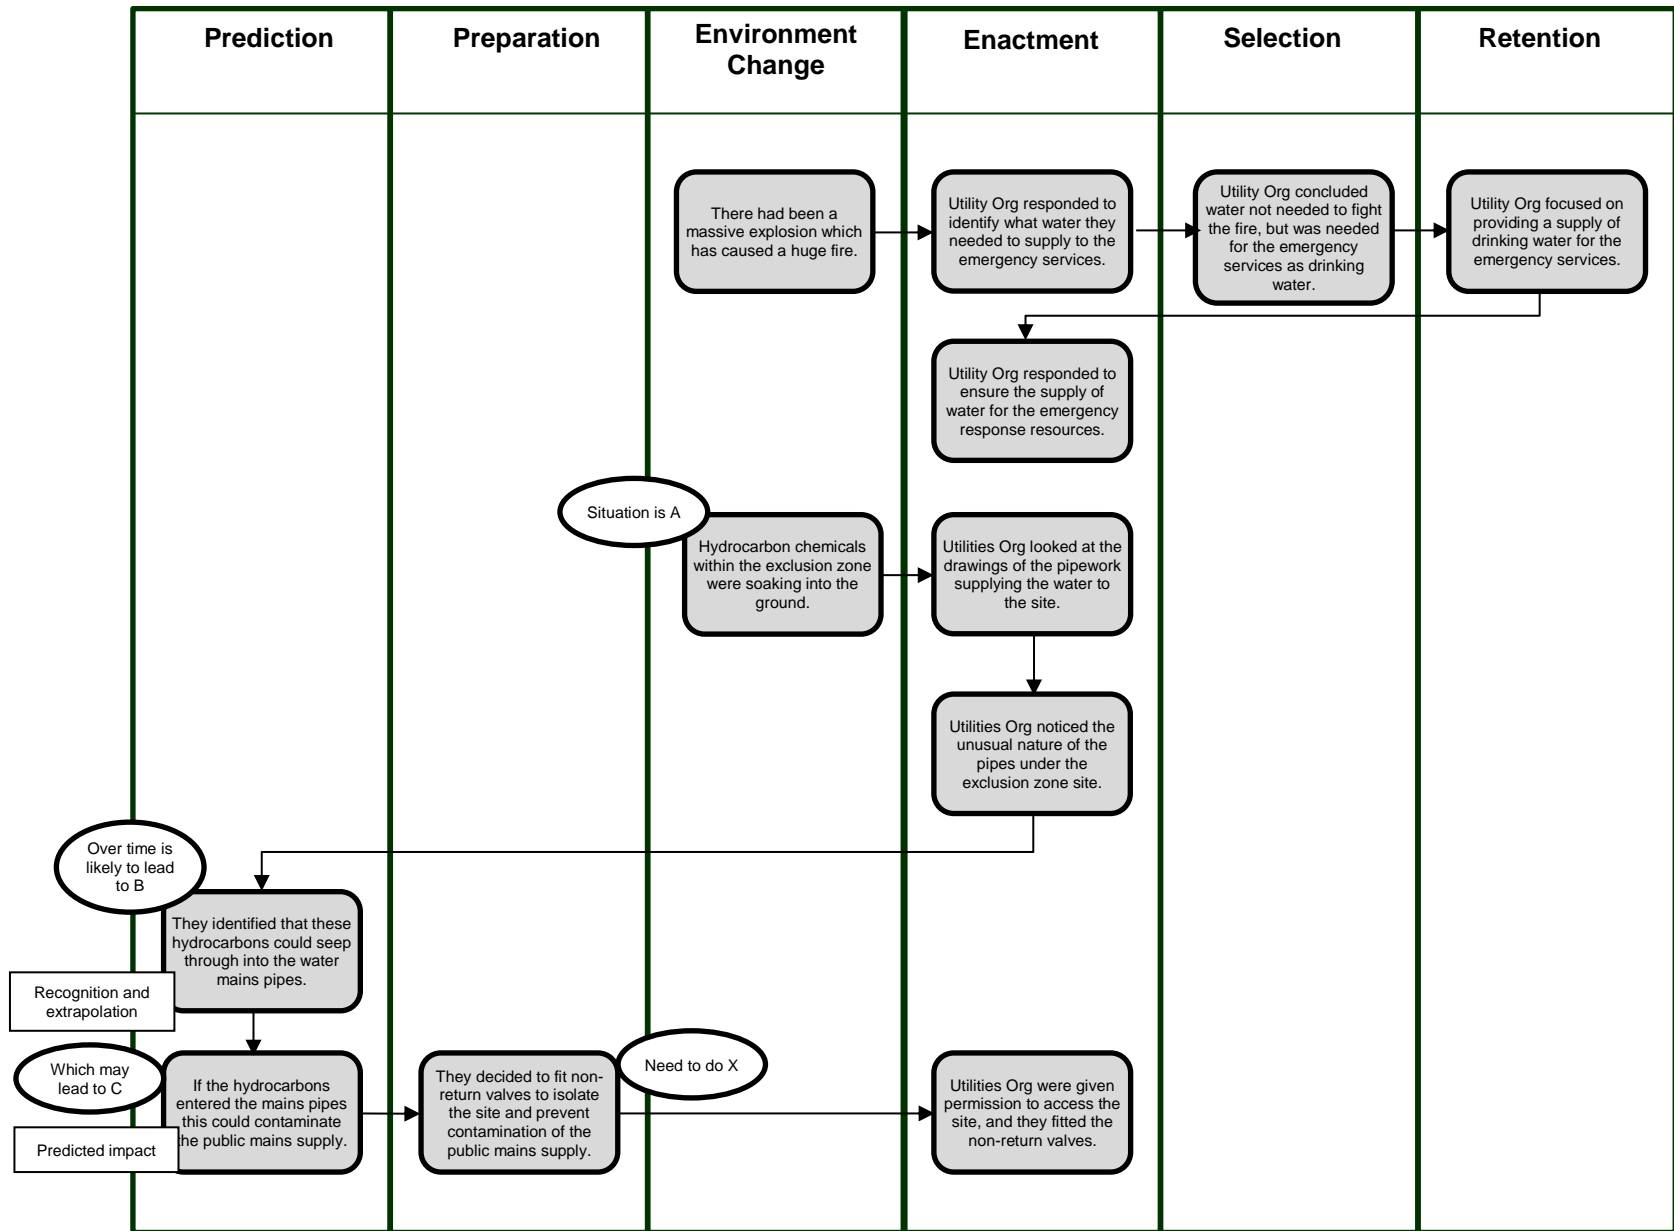 Prediction
Preparation
Environment
Change
Enactment
Selection
Retention
There had been a
massive explosion which
has caused a huge fire.
Utility Org responded to
identify what water they
needed to supply to the
emergency services.
Utility Org concluded
water not needed to fight
the fire, but was needed
for the emergency
services as drinking
water.
Utility Org focused on
providing a supply of
drinking water for the
emergency services.
Utility Org responded to
ensure the supply of
water for the emergency
response resources.
Situation is A
Hydrocarbon chemicals
within the exclusion zone
were soaking into the
ground.
Utilities Org looked at the
drawings of the pipework
supplying the water to
the site.
Utilities Org noticed the
unusual nature of the
pipes under the
exclusion zone site.
Over time is
likely to lead
to B
They identified that these
hydrocarbons could seep
through into the water
mains pipes.
Recognition and
extrapolation
Which may
lead to C
If the hydrocarbons
entered the mains pipes
this could contaminate
the public mains supply.
Predicted impact
They decided to fit non-
return valves to isolate
the site and prevent
contamination of the
public mains supply.
Need to do X
Utilities Org were given
permission to access the
site, and they fitted the
non-return valves.